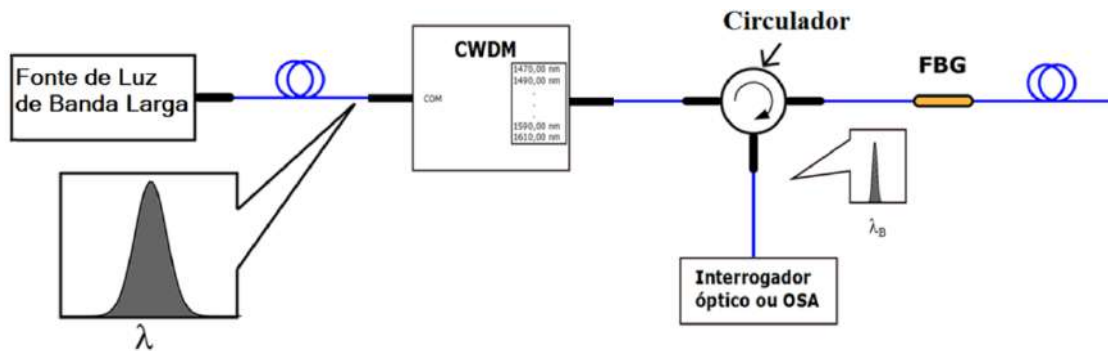 Circulador
Fonte de Luz
de Banda Larga
CWDM
1470,00 nm
1490,00 nm
.
.
.
1590,00 nm
1610,00 nm
COM
FBG
λ
λB
Interrogador
óptico ou OSA